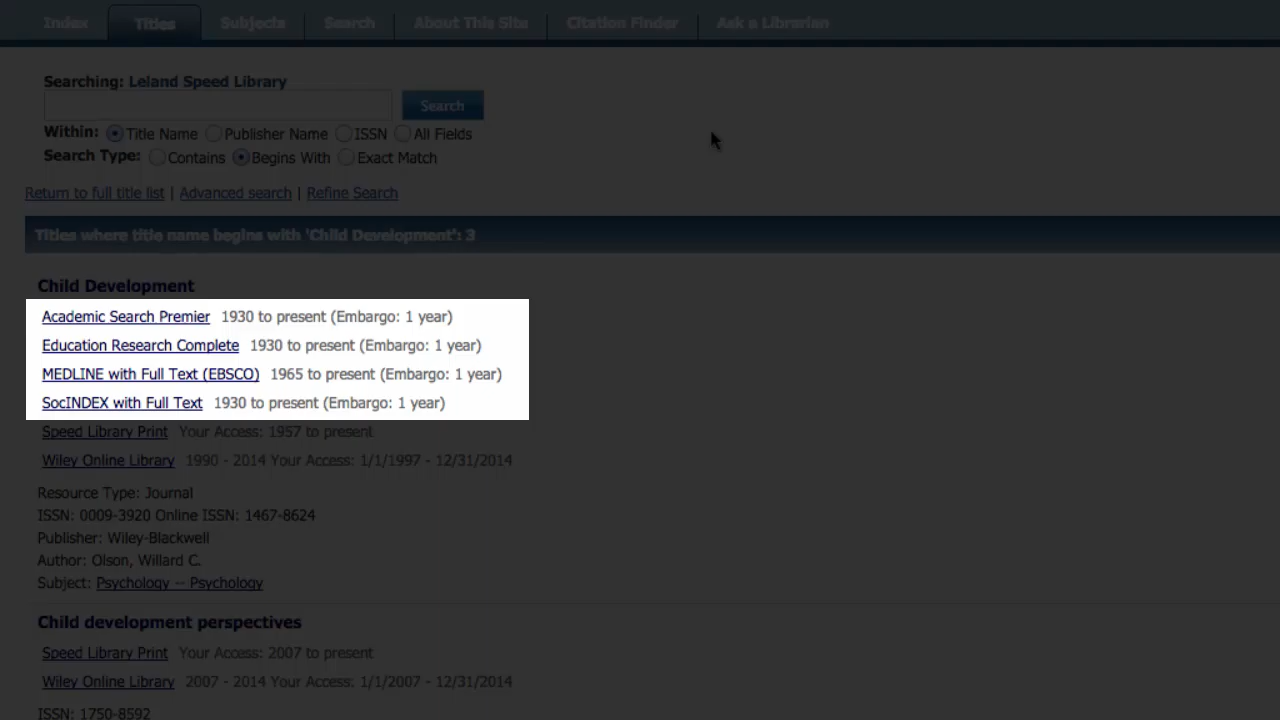 Index Titles Subjects Search About This Site Citation Finder Ask a Librarian
Searching: Leland Speed Library
Search
Within: Title Name Publisher Name ISSN All Fields
Search Type: Contains Begins With Exact Match
Return to full title list | Advanced search | Refine Search
Titles where title name begins with 'Child Development': 3
Child Development
Academic Search Premier 1930 to present (Embargo: 1 year)
Education Research Complete 1930 to present (Embargo: 1 year)
MEDLINE with Full Text (EBSCO) 1965 to present (Embargo: 1 year)
SocINDEX with Full Text 1930 to present (Embargo: 1 year)
Speed Library Print Your Access: 1957 to present
Wiley Online Library 1990 - 2014 Your Access: 1/1/1997 - 12/31/2014
Resource Type: Journal
ISSN: 0009-3920 Online ISSN: 1467-8624
Publisher: Wiley-Blackwell
Author: Olson, Willard C.
Subject: Psychology -- Psychology
Child development perspectives
Speed Library Print Your Access: 2007 to present
Wiley Online Library 2007 - 2014 Your Access: 1/1/2007 - 12/31/2014
ISSN: 1750-8592